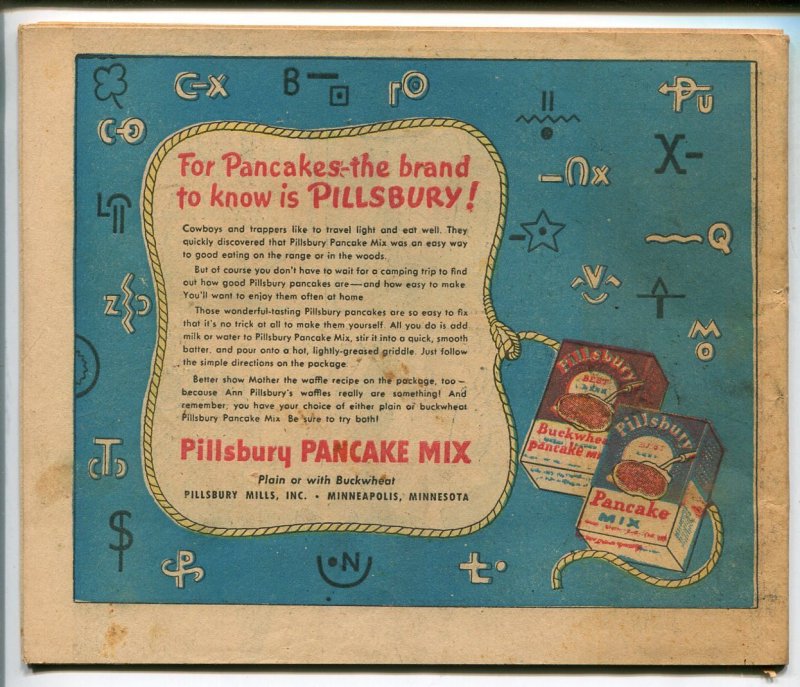 C-X
B
rO
Pu
C-O
X-
-∩x
Q
For Pancakes-the brand
to know is PILLSBURY!
Cowboys and trappers like to travel light and eat well. They
quickly discovered that Pillsbury Pancake Mix was an easy way
to good eating on the range or in the woods.
But of course you don't have to wait for a camping trip to find
out how good Pillsbury pancakes are—and how easy to make
You'll want to enjoy them often at home
Those wonderful-tasting Pillsbury pancakes are so easy to fix
that it's no trick at all to make them yourself. All you do is add
milk or water to Pillsbury Pancake Mix, stir it into a quick, smooth
batter, and pour onto a hot, lightly-greased griddle. Just follow
the simple directions on the package
Better show Mother the waffle recipe on the package, too —
because Ann Pillsbury's waffles really are something! And
remember, you have your choice of either plain or buckwheat
Pillsbury Pancake Mix Be sure to try both!
Pillsbury PANCAKE MIX
Plain or with Buckwheat
PILLSBURY MILLS, INC. • MINNEAPOLIS, MINNESOTA
Pillsbury's
BEST
Buckwhea
Pancake Mi
Pillsbury's
BEST
Pancake
MIX
$
N
t·